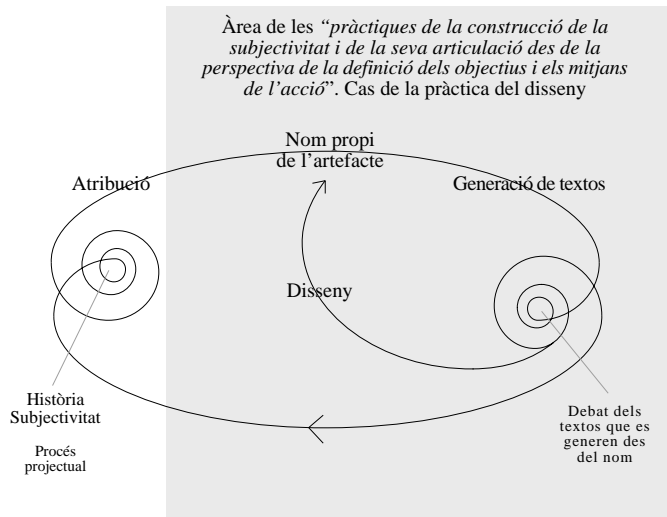 Àrea de les “pràctiques de la construcció de la
subjectivitat i de la seva articulació des de la
perspectiva de la definició dels objectius i els mitjans
de l’acció”. Cas de la pràctica del disseny
Nom propi
de l’artefacte
Atribució
Generació de textos
Disseny
Història
Subjectivitat
Procés
projectual
Debat dels
textos que es
generen des
del nom